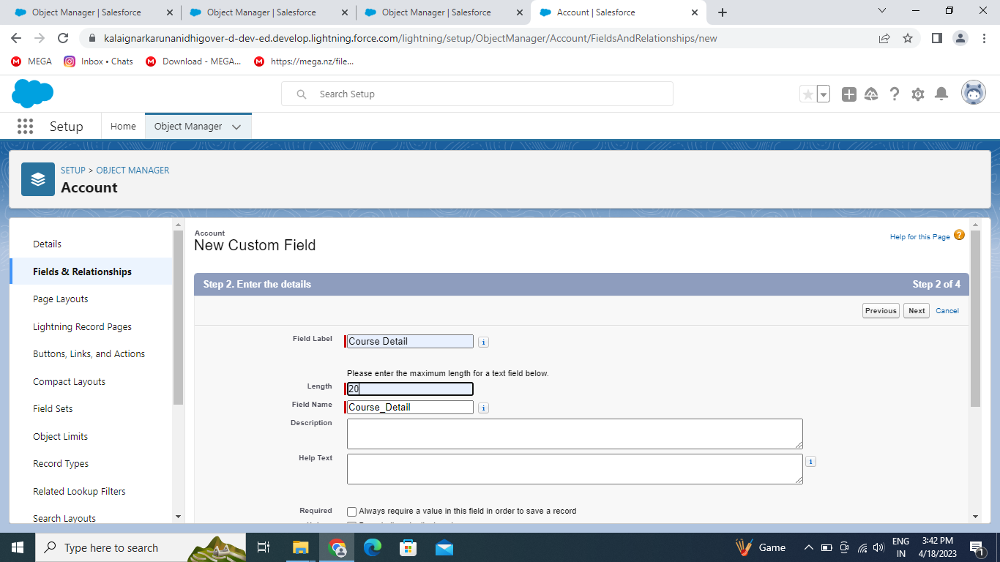 Object Manager | Salesforce
Object Manager | Salesforce
Object Manager | Salesforce
Account | Salesforce
kalaignarkarunanidhigover-d-dev-ed.develop.lightning.force.com/lightning/setup/ObjectManager/Account/FieldsAndRelationships/new
MEGA
Inbox • Chats
Download - MEGA...
https://mega.nz/file...
Search Setup
Setup
Home
Object Manager
SETUP > OBJECT MANAGER
Account
Details
Fields & Relationships
Page Layouts
Lightning Record Pages
Buttons, Links, and Actions
Compact Layouts
Field Sets
Object Limits
Record Types
Related Lookup Filters
Search Layouts
Account
New Custom Field
Help for this Page
Step 2. Enter the details
Step 2 of 4
Previous
Next
Cancel
Field Label
Course Detail
Please enter the maximum length for a text field below.
Length
20
Field Name
Course_Detail
Description
Help Text
Required
Always require a value in this field in order to save a record
Type here to search
Game
ENG
IN
3:42 PM
4/18/2023
1